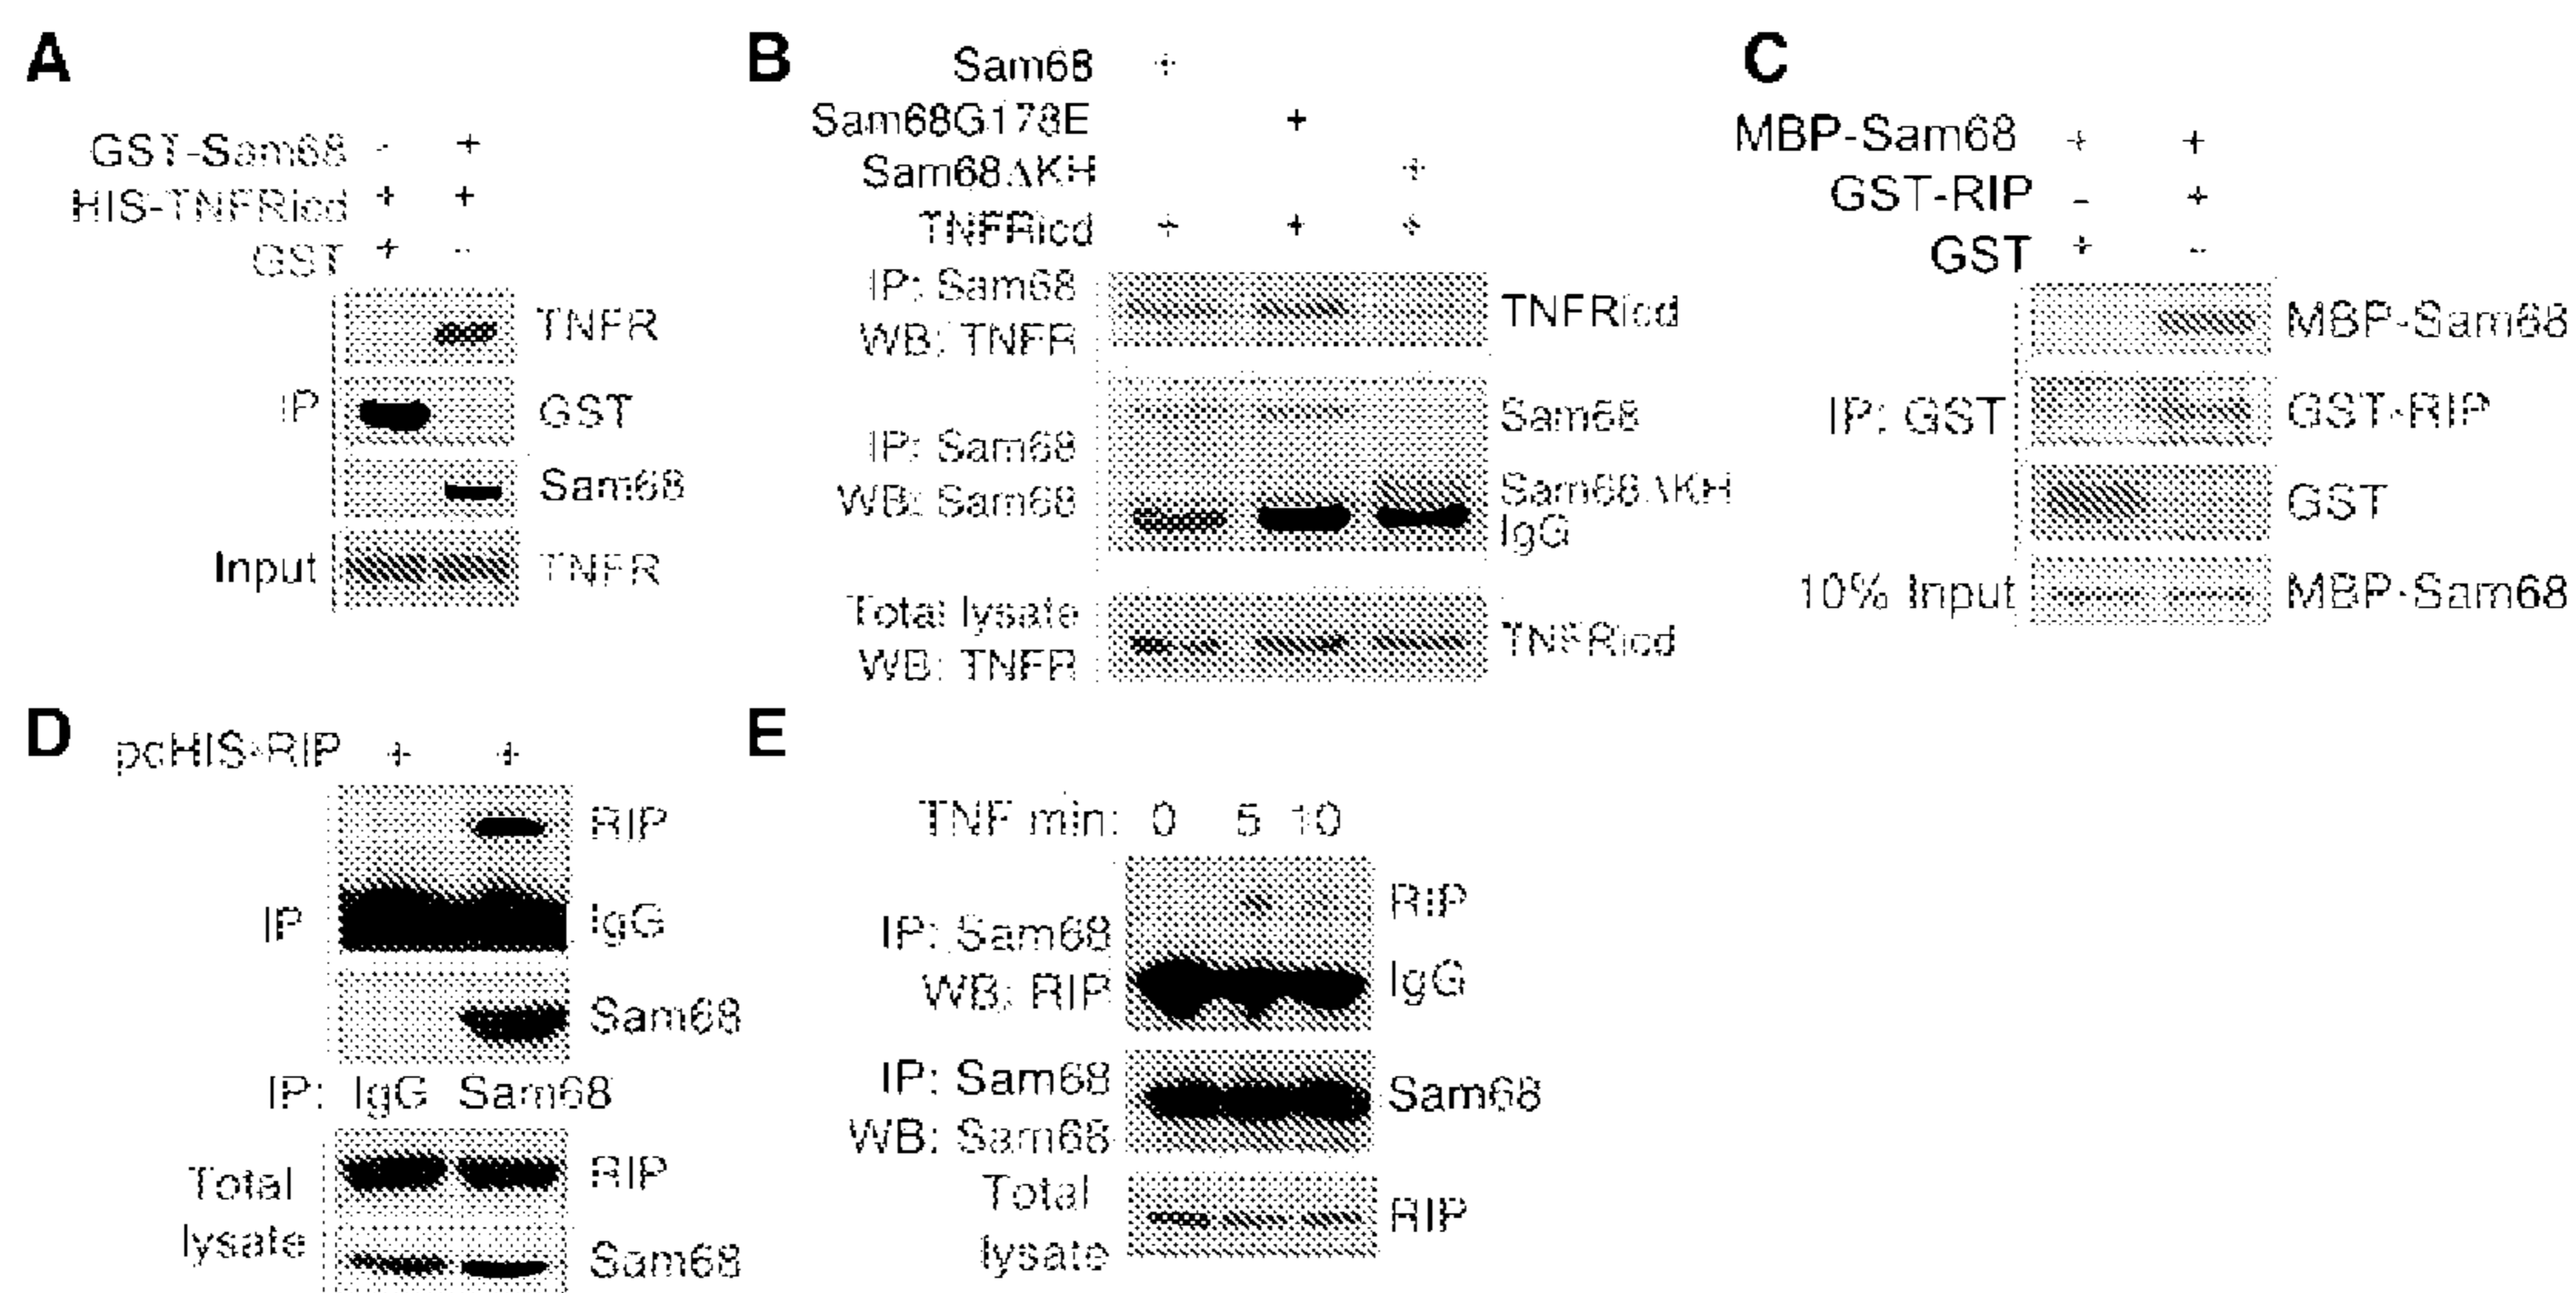 A
GST-Sam68 - +
HIS-TNFRicd + +
GST + -
TNFR
IP
GST
Sam68
Input
TNFR
B
Sam68 +
Sam68G178E +
Sam68ΔKH +
TNFRicd + + +
IP: Sam68
WB: TNFR
TNFRicd
IP: Sam68
WB: Sam68
Sam68
Sam68ΔKH
IgG
Total lysate
WB: TNFR
TNFRicd
C
MBP-Sam68 + +
GST-RIP - +
GST + -
IP: GST
MBP-Sam68
GST-RIP
GST
10% Input
MBP-Sam68
D
pcHIS-RIP + +
RIP
IP
IgG
Sam68
IP: IgG Sam68
Total
lysate
RIP
Sam68
E
TNF min: 0 5 10
IP: Sam68
WB: RIP
RIP
IgG
IP: Sam68
WB: Sam68
Sam68
Total
lysate
RIP